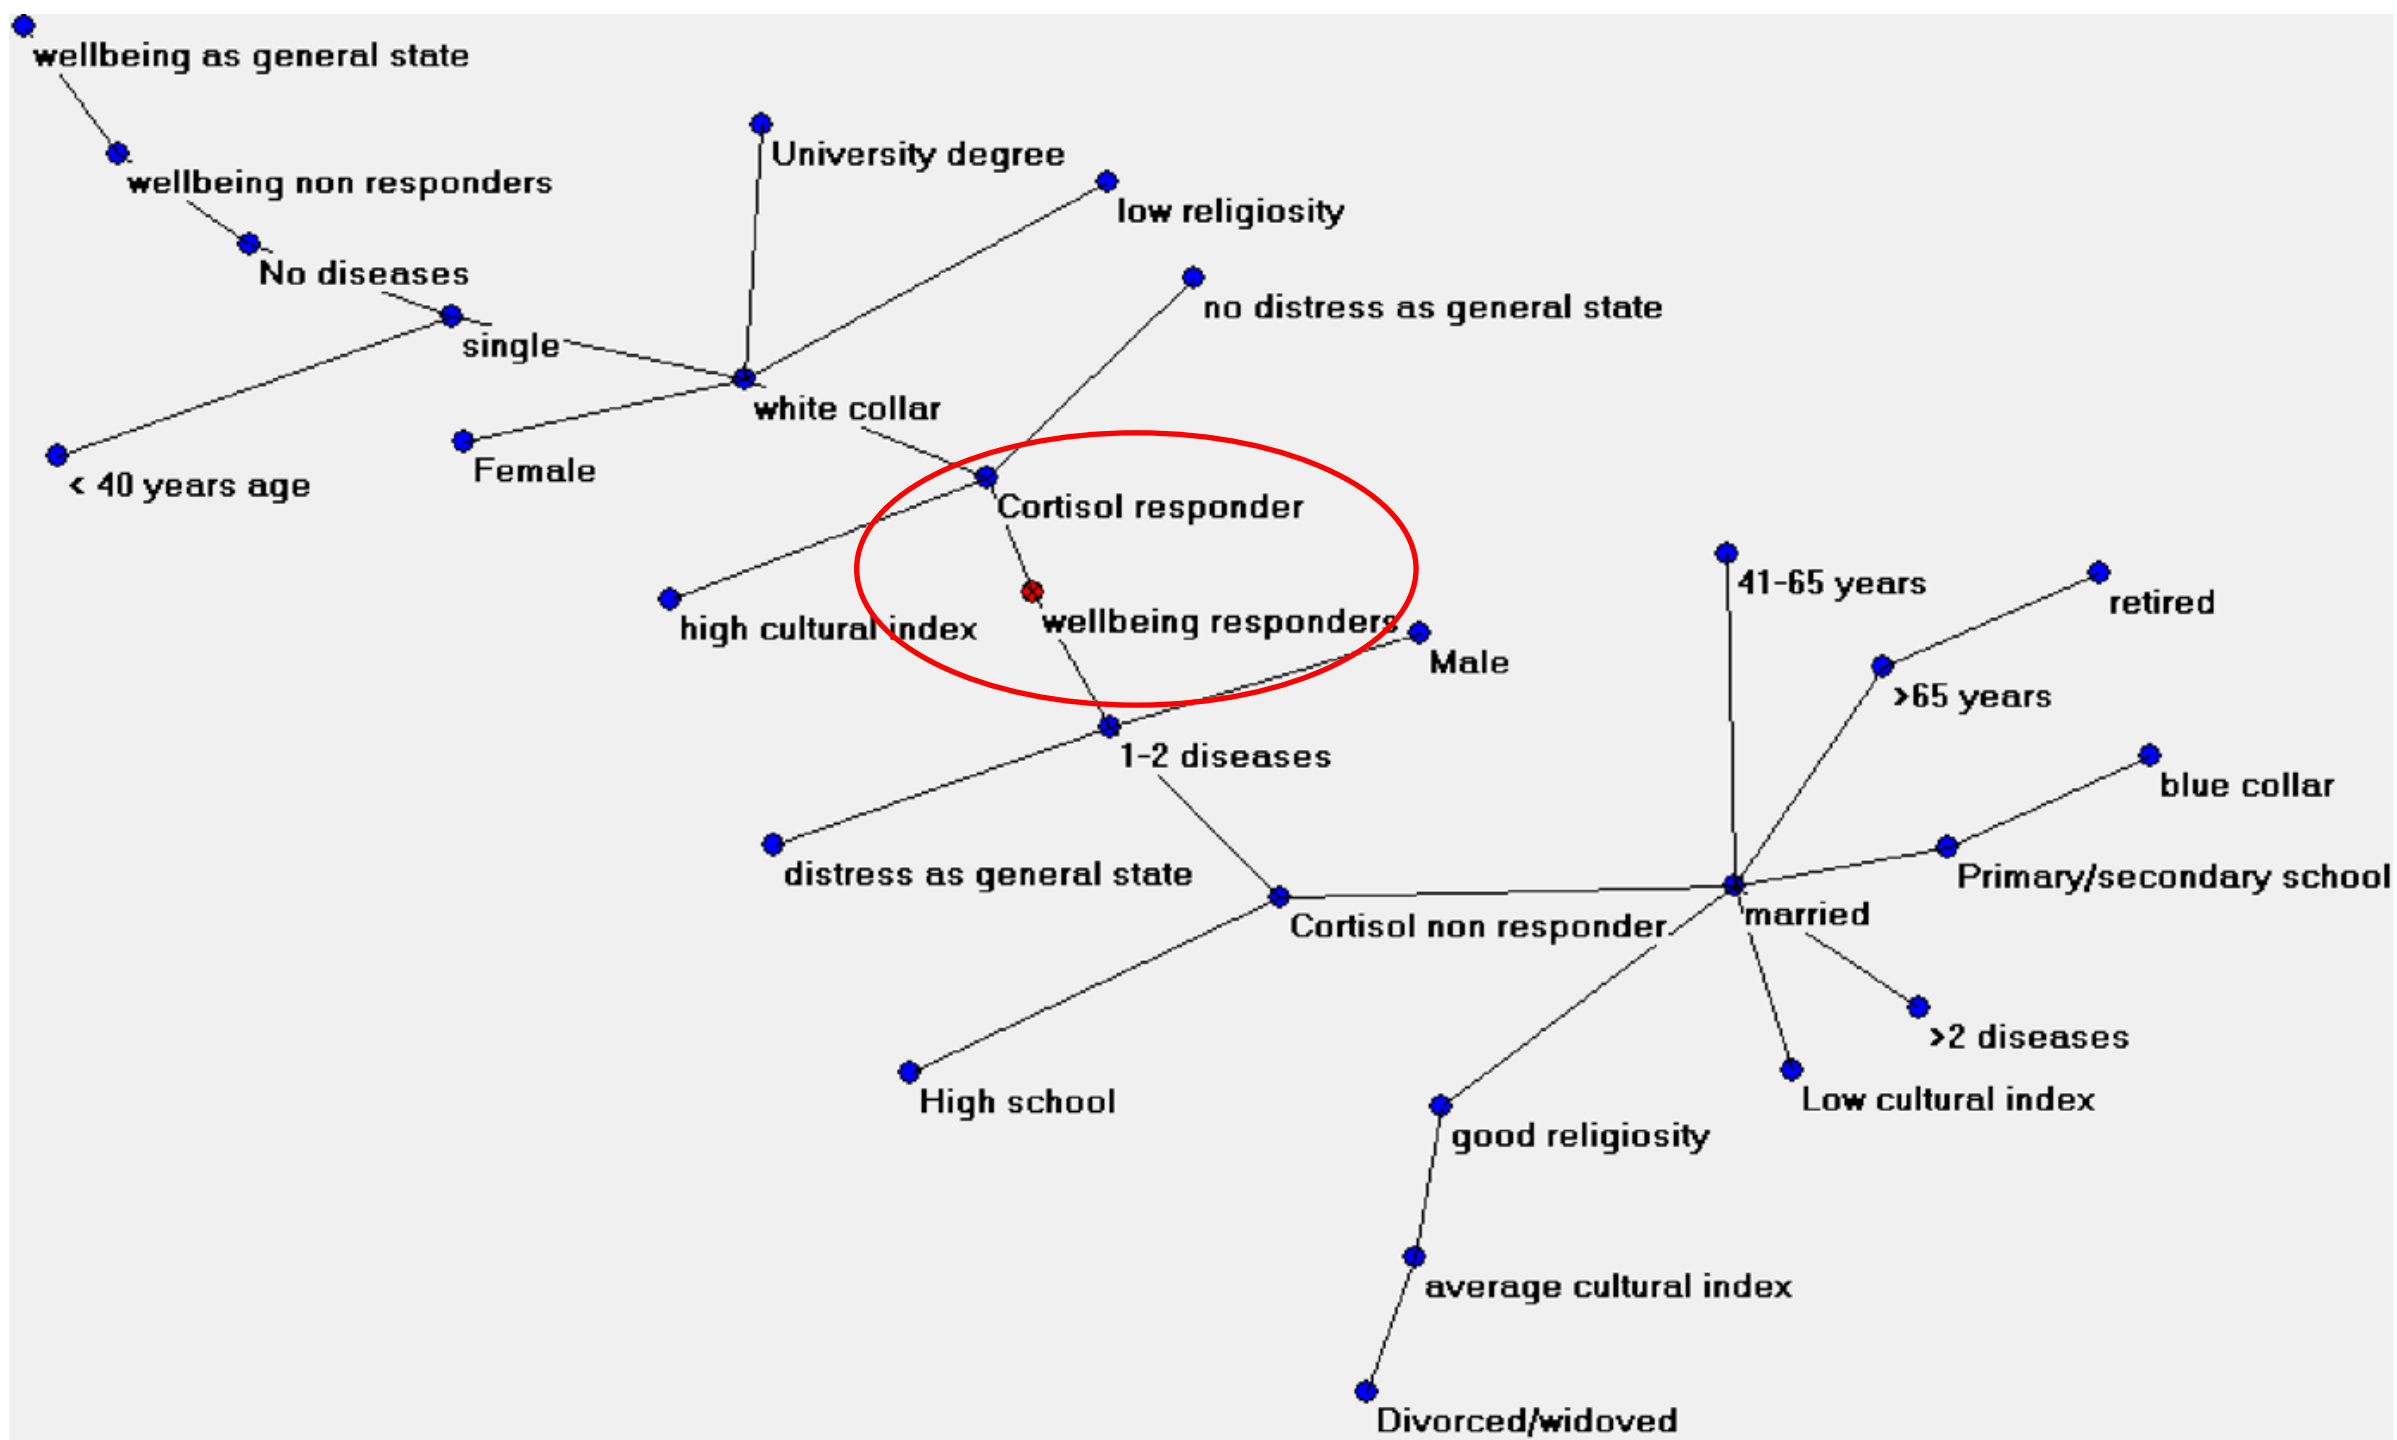 wellbeing as general state
University degree
wellbeing non responders
low religiosity
No diseases
no distress as general state
single
white collar
Female
< 40 years age
Cortisol responder
41-65 years
retired
high cultural index
wellbeing responders
Male
>65 years
1-2 diseases
blue collar
distress as general state
Primary/secondary school
Cortisol non responder
married
>2 diseases
High school
Low cultural index
good religiosity
average cultural index
Divorced/widoved